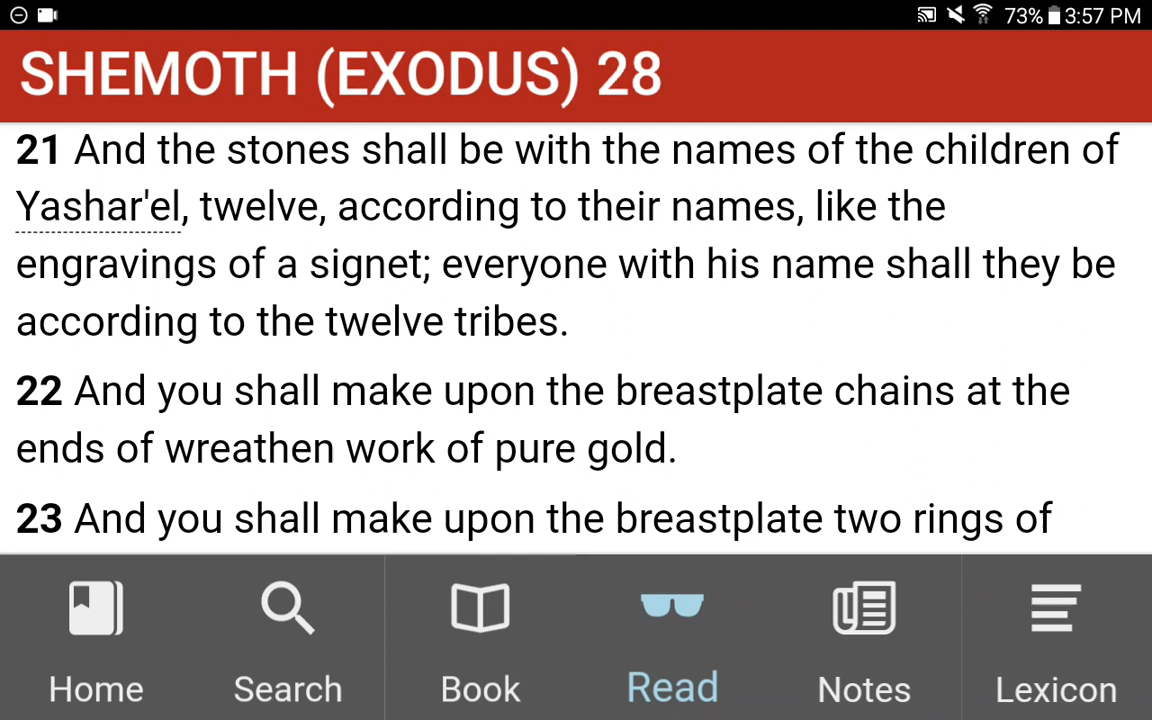 73% 3:57 PM
SHEMOTH (EXODUS) 28
21 And the stones shall be with the names of the children of
Yashar'el, twelve, according to their names, like the
engravings of a signet; everyone with his name shall they be
according to the twelve tribes.
22 And you shall make upon the breastplate chains at the
ends of wreathen work of pure gold.
23 And you shall make upon the breastplate two rings of
Home Search Book Read Notes Lexicon